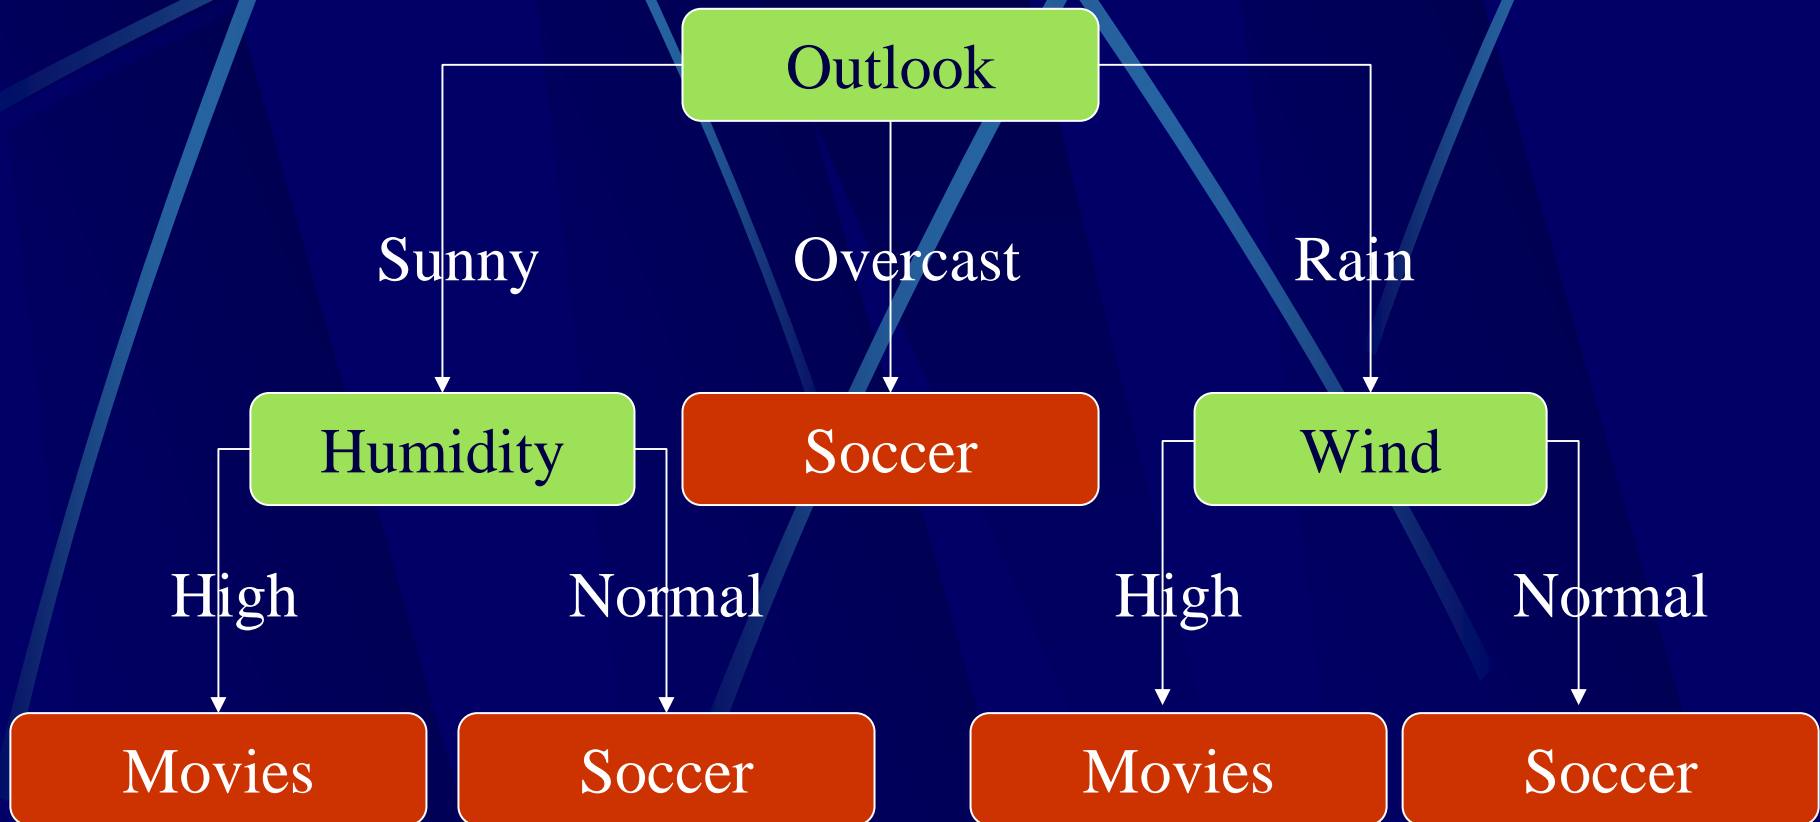 Outlook
Sunny
Overcast
Rain
Humidity
Soccer
Wind
High
Normal
High
Normal
Movies
Soccer
Movies
Soccer